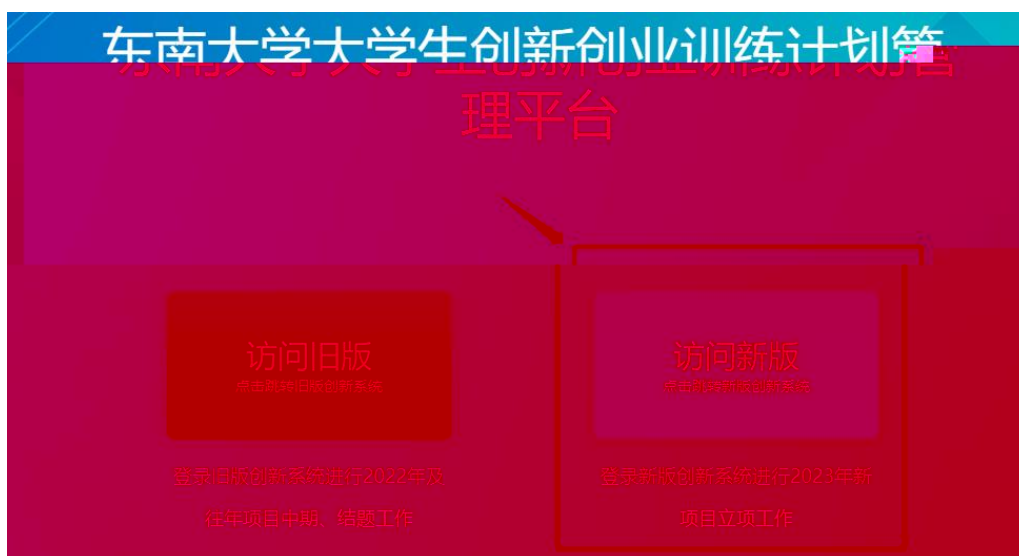 东南大学大学生创新创业训练计划管
理平台
访问旧版
点击跳转旧版创新系统
登录旧版创新系统进行2022年及
往年项目中期、结题工作
访问新版
点击跳转新版创新系统
登录新版创新系统进行2023年新
项目立项工作